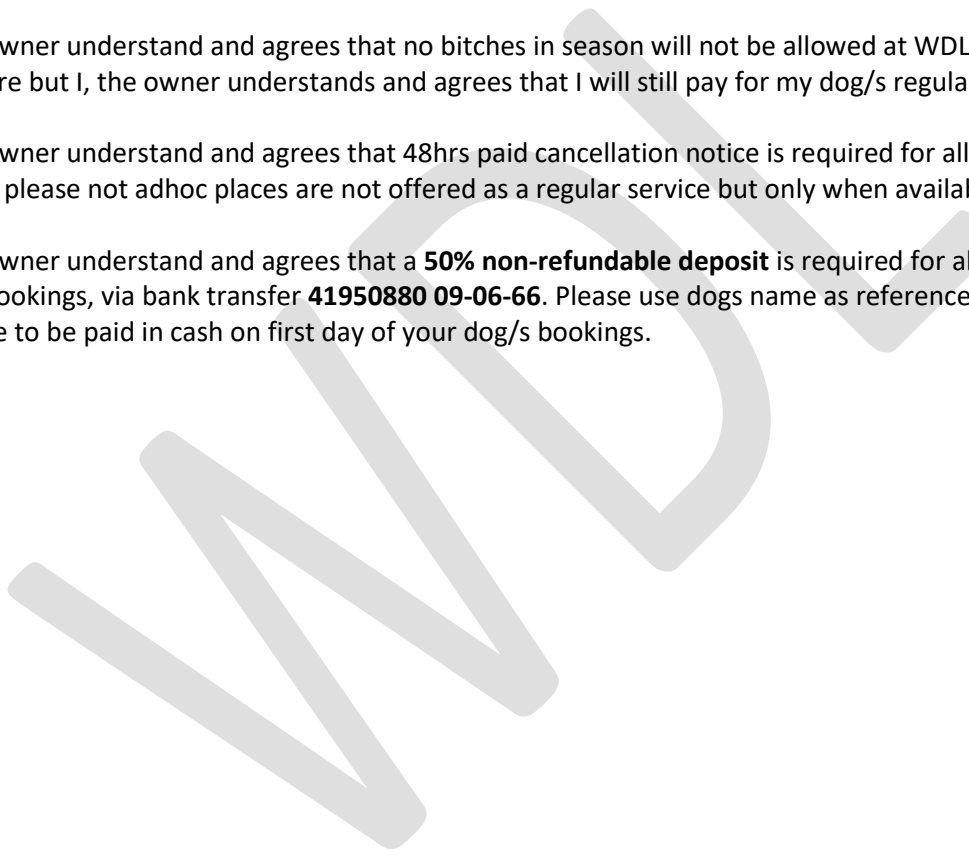 wner understand and agrees that no bitches in season will not be allowed at WDL
re but I, the owner understands and agrees that I will still pay for my dog/s regula
wner understand and agrees that 48hrs paid cancellation notice is required for all
please not adhoc places are not offered as a regular service but only when availab
wner understand and agrees that a 50% non-refundable deposit is required for al
ookings, via bank transfer 41950880 09-06-66. Please use dogs name as reference
e to be paid in cash on first day of your dog/s bookings.
WDL